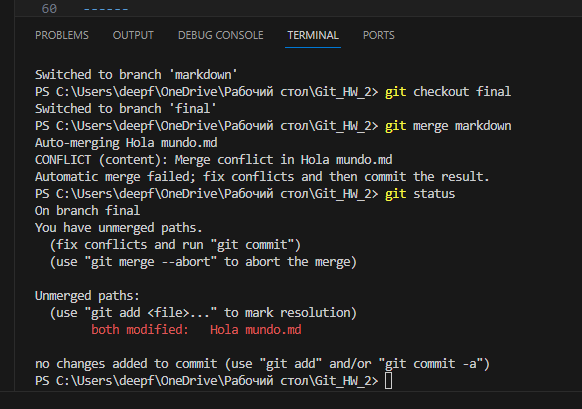 60 ------
PROBLEMS OUTPUT DEBUG CONSOLE TERMINAL PORTS
Switched to branch 'markdown'
PS C:\Users\deepf\OneDrive\Рабочий стол\Git_HW_2> git checkout final
Switched to branch 'final'
PS C:\Users\deepf\OneDrive\Рабочий стол\Git_HW_2> git merge markdown
Auto-merging Hola mundo.md
CONFLICT (content): Merge conflict in Hola mundo.md
Automatic merge failed; fix conflicts and then commit the result.
PS C:\Users\deepf\OneDrive\Рабочий стол\Git_HW_2> git status
On branch final
You have unmerged paths.
  (fix conflicts and run "git commit")
  (use "git merge --abort" to abort the merge)
Unmerged paths:
  (use "git add <file>..." to mark resolution)
        both modified:   Hola mundo.md
no changes added to commit (use "git add" and/or "git commit -a")
PS C:\Users\deepf\OneDrive\Рабочий стол\Git_HW_2>